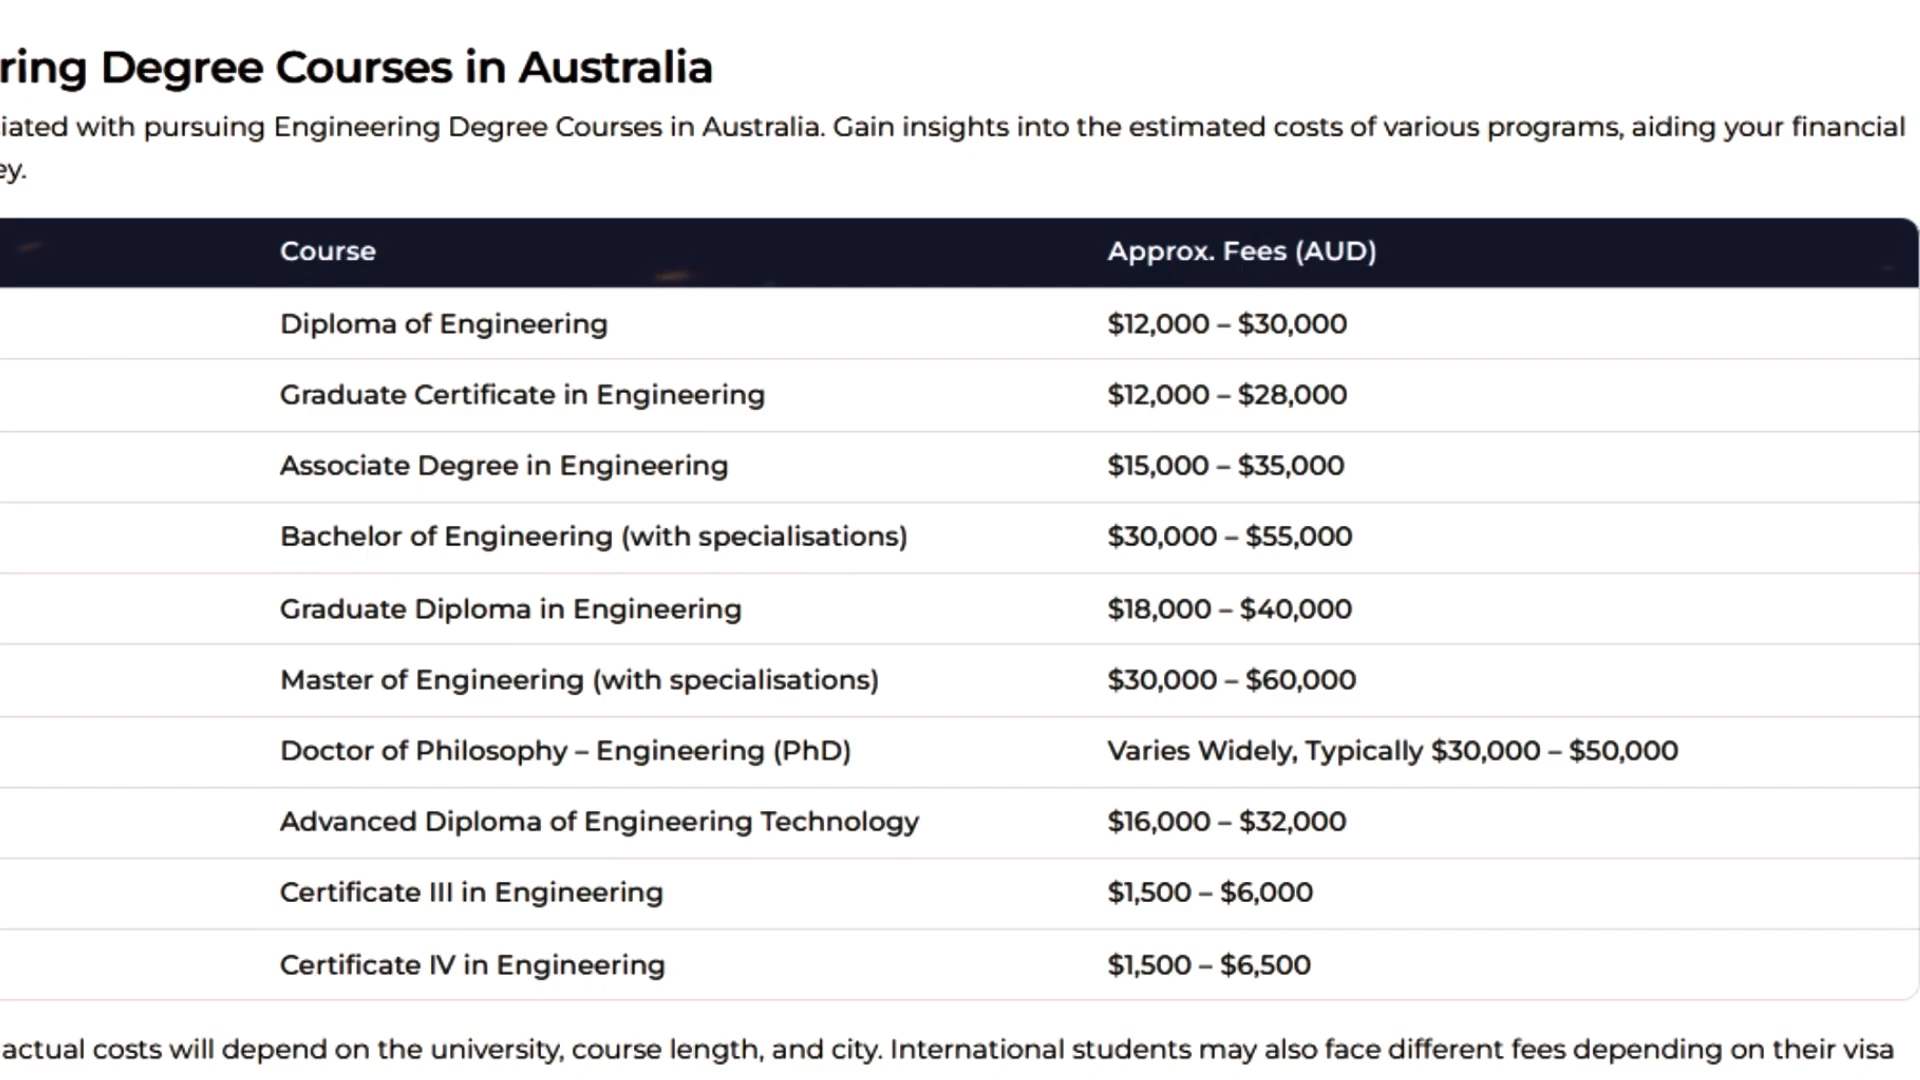 ring Degree Courses in Australia
iated with pursuing Engineering Degree Courses in Australia. Gain insights into the estimated costs of various programs, aiding your financial
ey.
Course Approx. Fees (AUD)
Diploma of Engineering $12,000 – $30,000
Graduate Certificate in Engineering $12,000 – $28,000
Associate Degree in Engineering $15,000 – $35,000
Bachelor of Engineering (with specialisations) $30,000 – $55,000
Graduate Diploma in Engineering $18,000 – $40,000
Master of Engineering (with specialisations) $30,000 – $60,000
Doctor of Philosophy – Engineering (PhD) Varies Widely, Typically $30,000 – $50,000
Advanced Diploma of Engineering Technology $16,000 – $32,000
Certificate III in Engineering $1,500 – $6,000
Certificate IV in Engineering $1,500 – $6,500
actual costs will depend on the university, course length, and city. International students may also face different fees depending on their visa